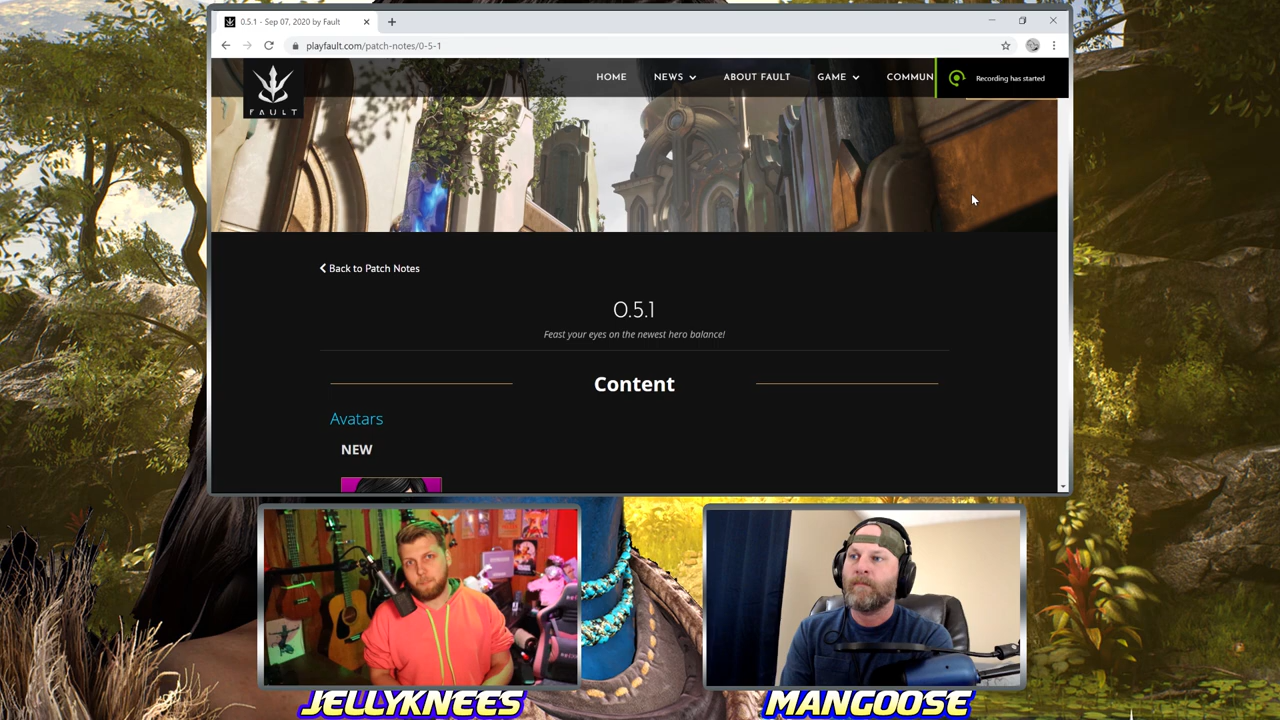 0.5.1 - Sep 07, 2020 by Fault
playfault.com/patch-notes/0-5-1
FAULT
HOME NEWS ABOUT FAULT GAME COMMUN
Recording has started
Back to Patch Notes
0.5.1
Feast your eyes on the newest hero balance!
Content
Avatars
NEW
JELLYKNEES
MANGOOSE